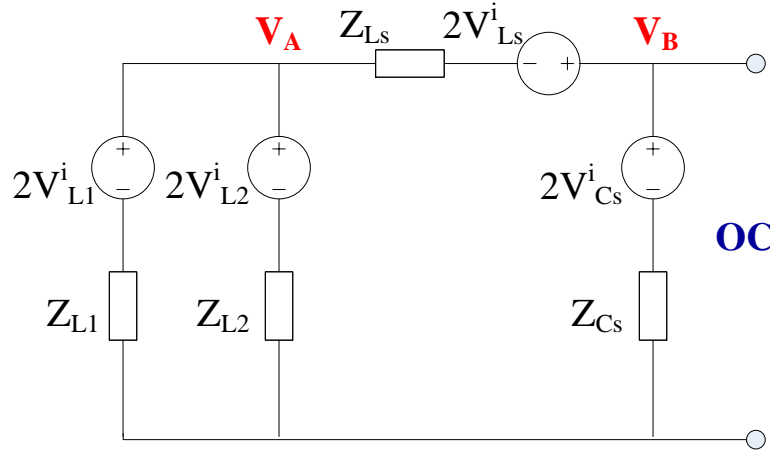 V_A Z_Ls 2V^i_Ls V_B
− +
+ + +
− − −
2V^i_L1 2V^i_L2 2V^i_Cs
OC
Z_L1 Z_L2 Z_Cs